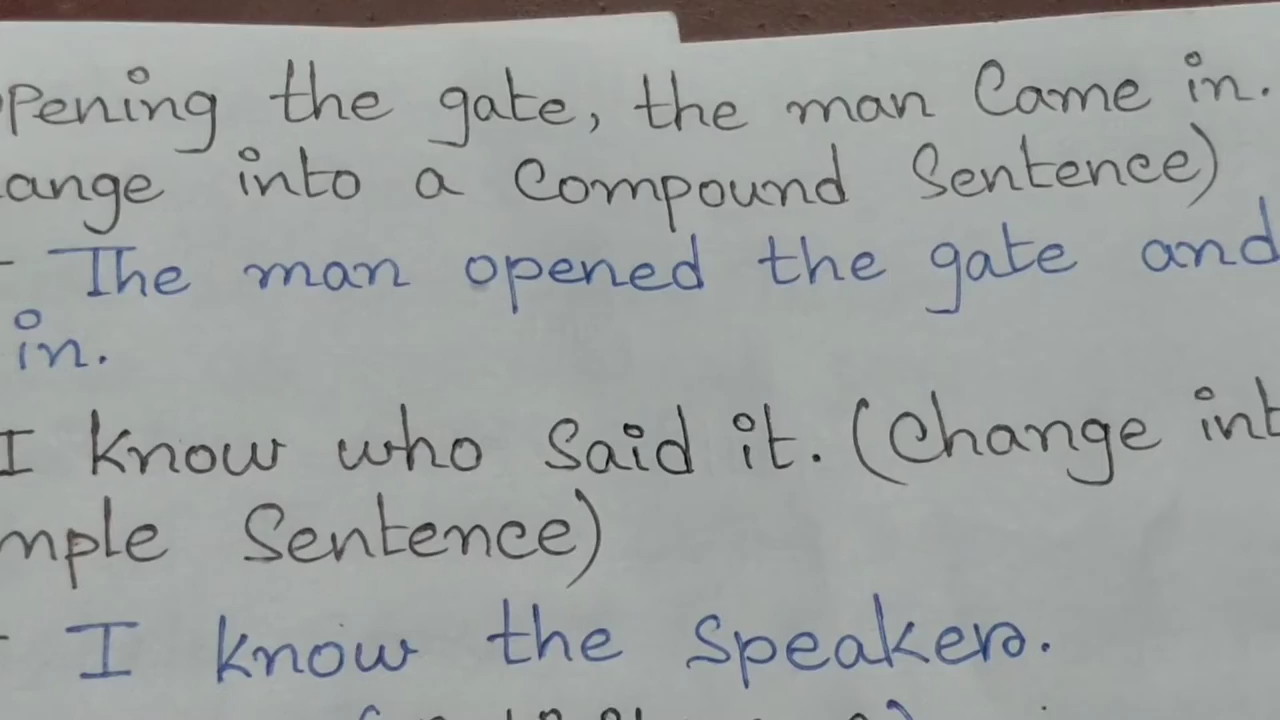 pening the gate, the man Came in.
ange into a Compound Sentence)
- The man opened the gate and
in.
I know who said it. (Change int
mple Sentence)
- I know the speaker.